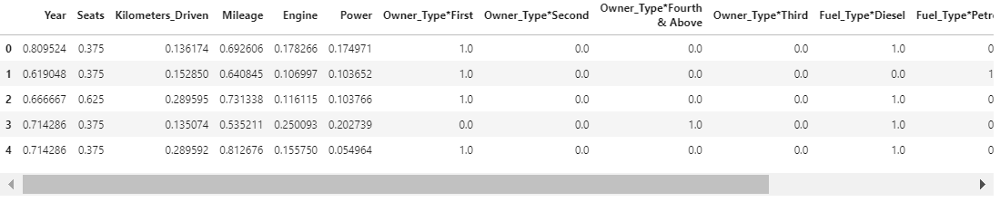 Year Seats Kilometers_Driven Mileage Engine Power Owner_Type*First Owner_Type*Second Owner_Type*Fourth & Above Owner_Type*Third Fuel_Type*Diesel Fuel_Type*Petr
0 0.809524 0.375 0.136174 0.692606 0.178266 0.174971 1.0 0.0 0.0 0.0 1.0 0
1 0.619048 0.375 0.152850 0.640845 0.106997 0.103652 1.0 0.0 0.0 0.0 0.0 1
2 0.666667 0.625 0.289595 0.731338 0.116115 0.103766 1.0 0.0 0.0 0.0 1.0 0
3 0.714286 0.375 0.135074 0.535211 0.250093 0.202739 0.0 0.0 1.0 0.0 1.0 0
4 0.714286 0.375 0.289592 0.812676 0.155750 0.054964 1.0 0.0 0.0 0.0 1.0 0